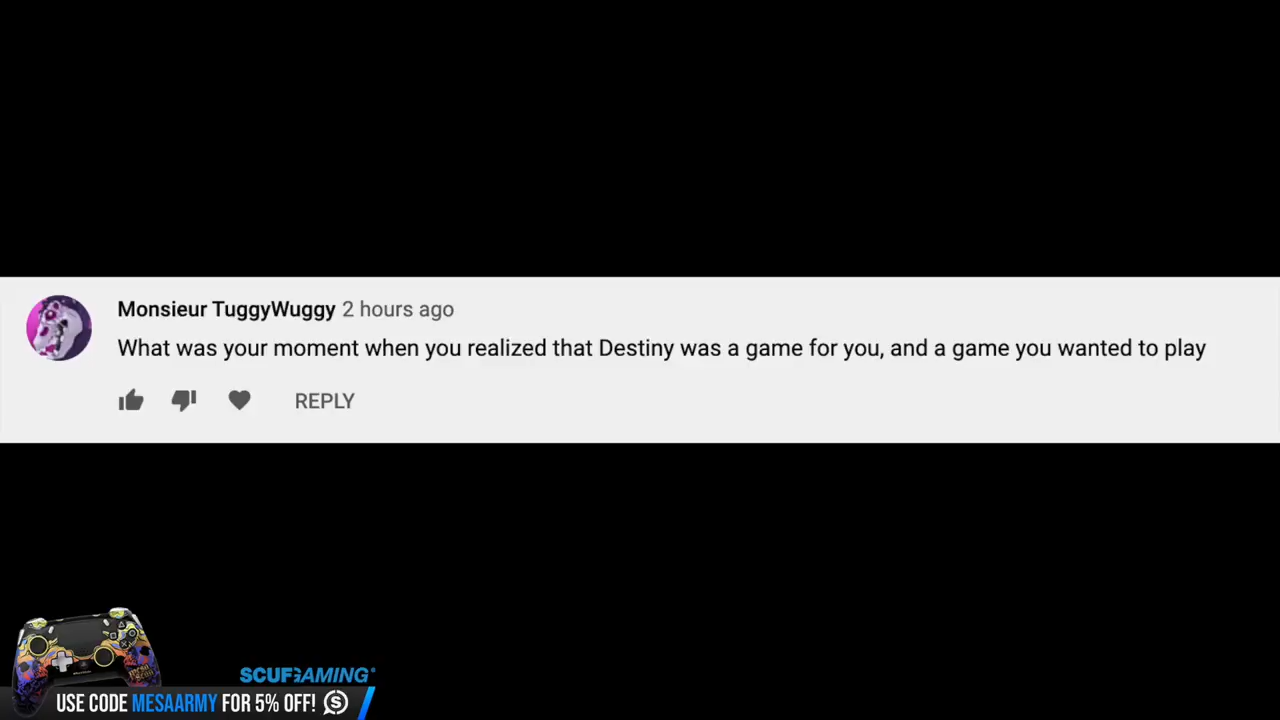 Monsieur TuggyWuggy 2 hours ago
What was your moment when you realized that Destiny was a game for you, and a game you wanted to play
REPLY
SCUFGAMING®
USE CODE MESAARMY FOR 5% OFF!